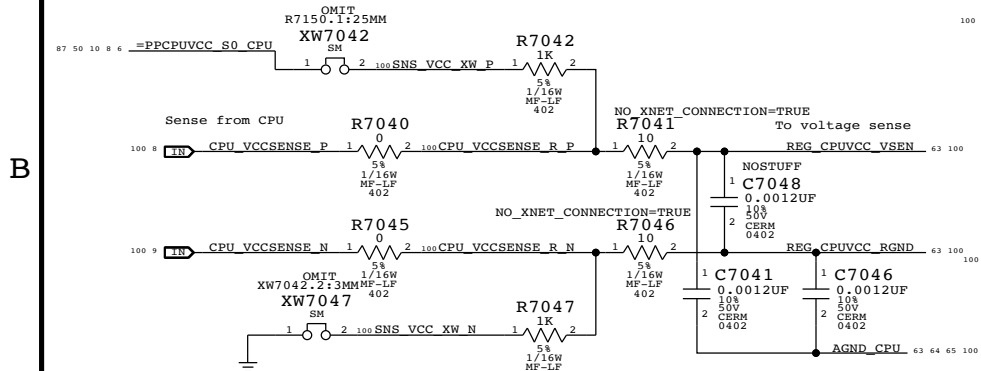 OMIT
R7150.1:25MM
XW7042
SM
87 50 10 8 6 =PPCPUVCC_S0_CPU
1 2 100 SNS_VCC_XW_P
R7042
1K
1 2
5%
1/16W
MF-LF
402
100
Sense from CPU
100 8 IN CPU_VCCSENSE_P
R7040
0
1 2
5%
1/16W
MF-LF
402
100 CPU_VCCSENSE_R_P
NO_XNET_CONNECTION=TRUE
R7041
10
1 2
5%
1/16W
MF-LF
402
To voltage sense
REG_CPUVCC_VSEN 63 100
NOSTUFF
1 C7048
0.0012UF
10%
50V
2 CERM
0402
B
100 9 IN CPU_VCCSENSE_N
R7045
0
1 2
5%
1/16W
MF-LF
402
100 CPU_VCCSENSE_R_N
NO_XNET_CONNECTION=TRUE
R7046
10
1 2
5%
1/16W
MF-LF
402
REG_CPUVCC_RGND 63 100
100
OMIT
XW7042.2:3MM
XW7047
SM
1 2 100 SNS_VCC_XW_N
R7047
1K
1 2
5%
1/16W
MF-LF
402
1 C7041
0.0012UF
10%
50V
2 CERM
0402
1 C7046
0.0012UF
10%
50V
2 CERM
0402
AGND_CPU 63 64 65 100